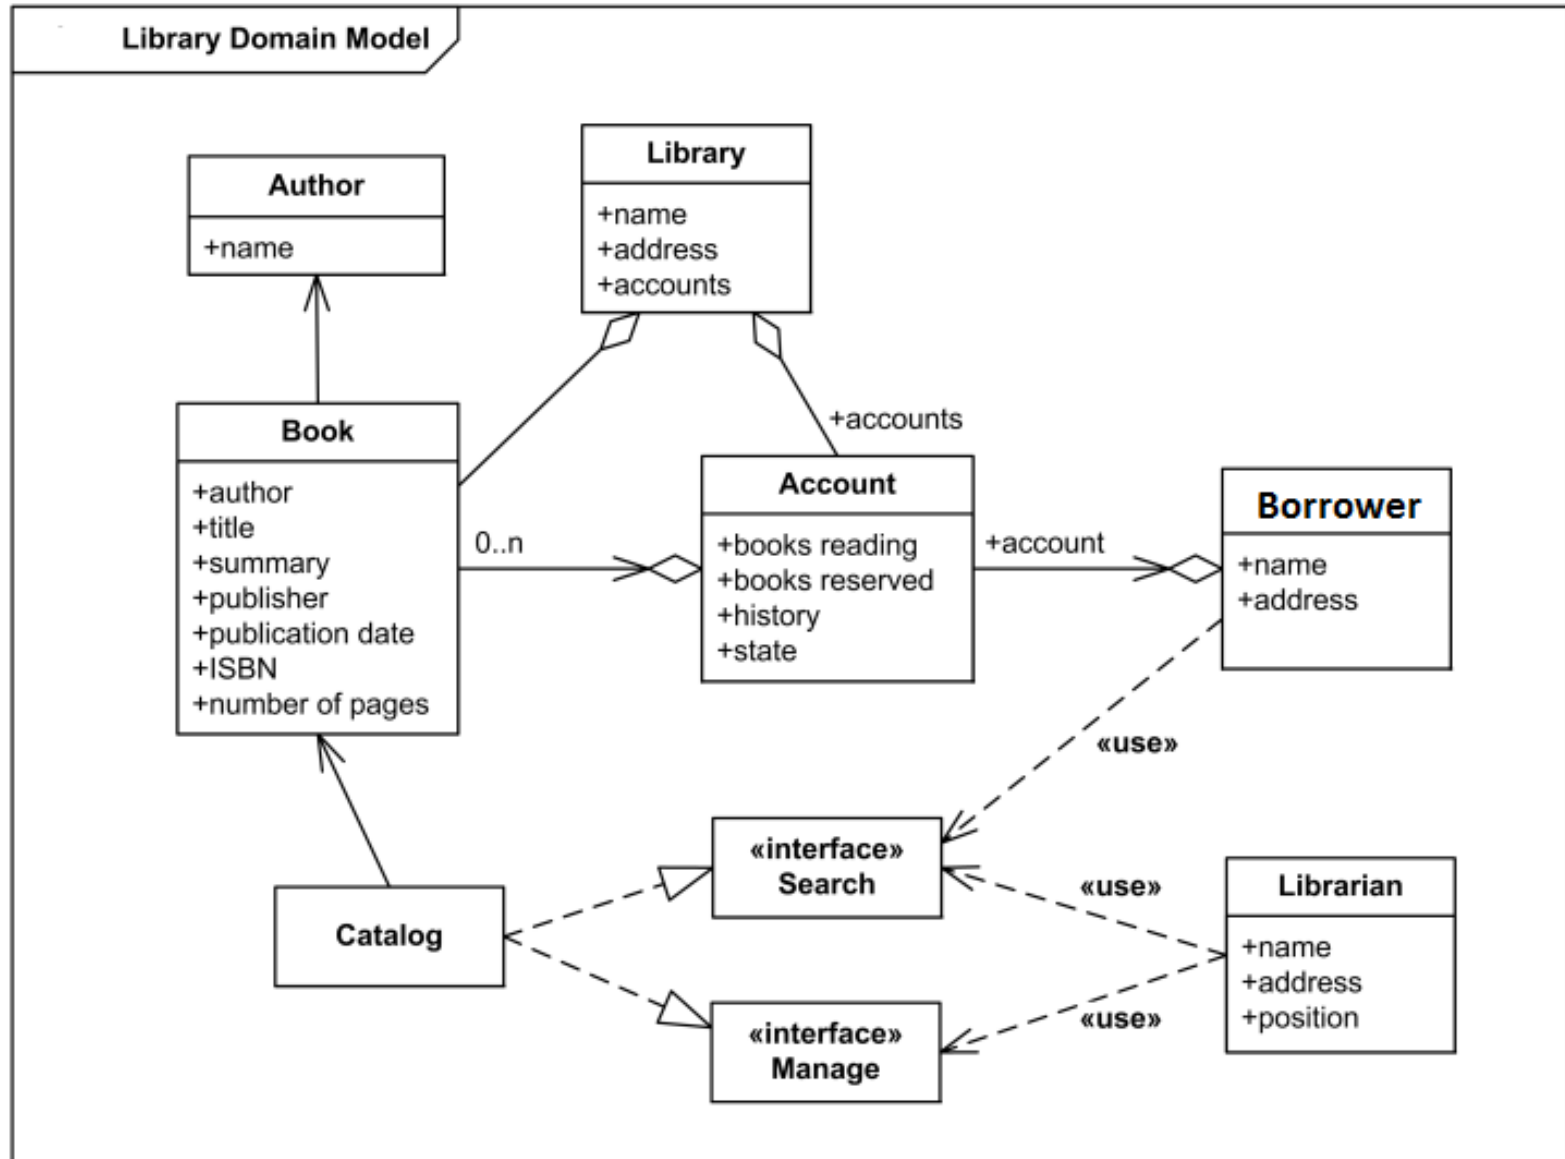 Library Domain Model
Library
+name
+address
+accounts
Author
+name
+accounts
Book
+author
+title
+summary
+publisher
+publication date
+ISBN
+number of pages
0..n
Account
+books reading
+books reserved
+history
+state
+account
Borrower
+name
+address
«use»
«interface»
Search
«use»
Librarian
+name
+address
+position
Catalog
«interface»
Manage
«use»